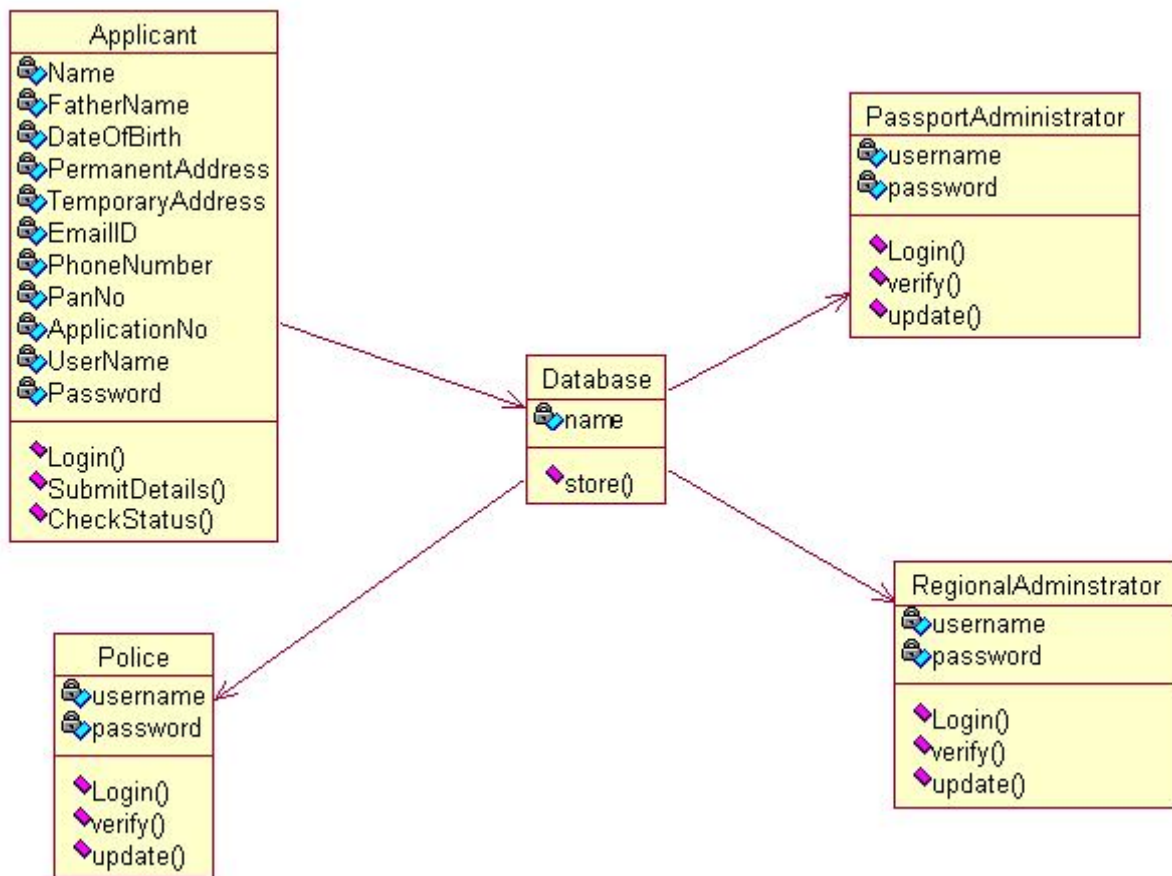 Applicant
Name
FatherName
DateOfBirth
PermanentAddress
TemporaryAddress
EmailID
PhoneNumber
PanNo
ApplicationNo
UserName
Password
Login()
SubmitDetails()
CheckStatus()
PassportAdministrator
username
password
Login()
verify()
update()
Database
name
store()
RegionalAdminstrator
username
password
Login()
verify()
update()
Police
username
password
Login()
verify()
update()